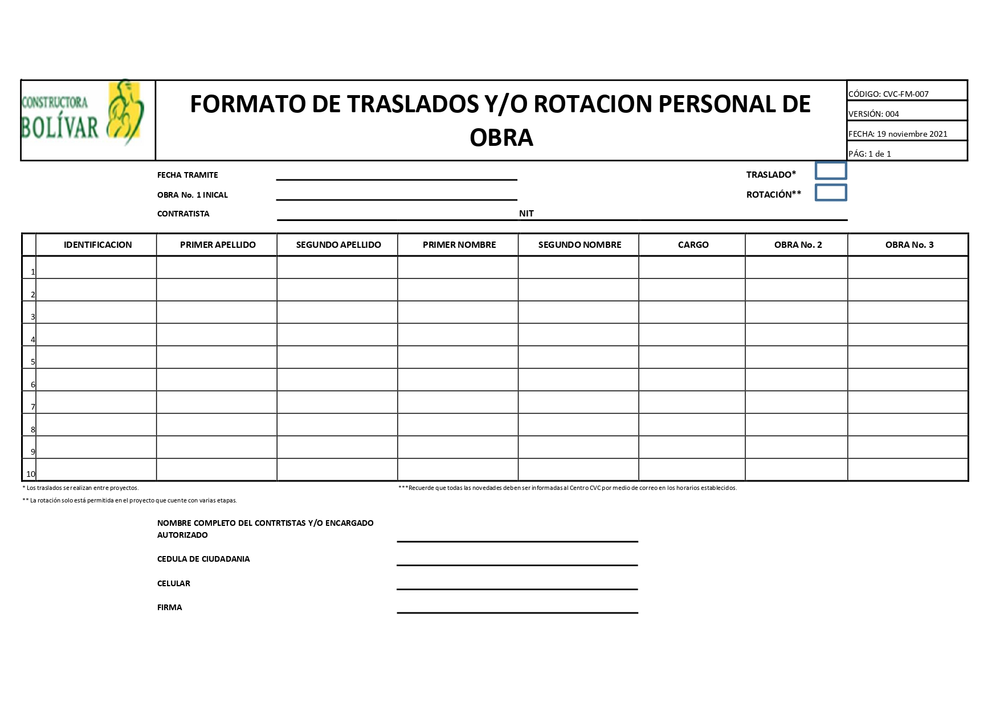 CONSTRUCTORA
BOLÍVAR
FORMATO DE TRASLADOS Y/O ROTACION PERSONAL DE
OBRA
CÓDIGO: CVC-FM-007
VERSIÓN: 004
FECHA: 19 noviembre 2021
PÁG: 1 de 1
FECHA TRAMITE
TRASLADO*
OBRA No. 1 INICAL
ROTACIÓN**
CONTRATISTA NIT
IDENTIFICACION PRIMER APELLIDO SEGUNDO APELLIDO PRIMER NOMBRE SEGUNDO NOMBRE CARGO OBRA No. 2 OBRA No. 3
1
2
3
4
5
6
7
8
9
10
* Los traslados se realizan entre proyectos.
***Recuerde que todas las novedades deben ser informadas al Centro CVC por medio de correo en los horarios establecidos.
** La rotación solo está permitida en el proyecto que cuente con varias etapas.
NOMBRE COMPLETO DEL CONTRTISTAS Y/O ENCARGADO
AUTORIZADO
CEDULA DE CIUDADANIA
CELULAR
FIRMA